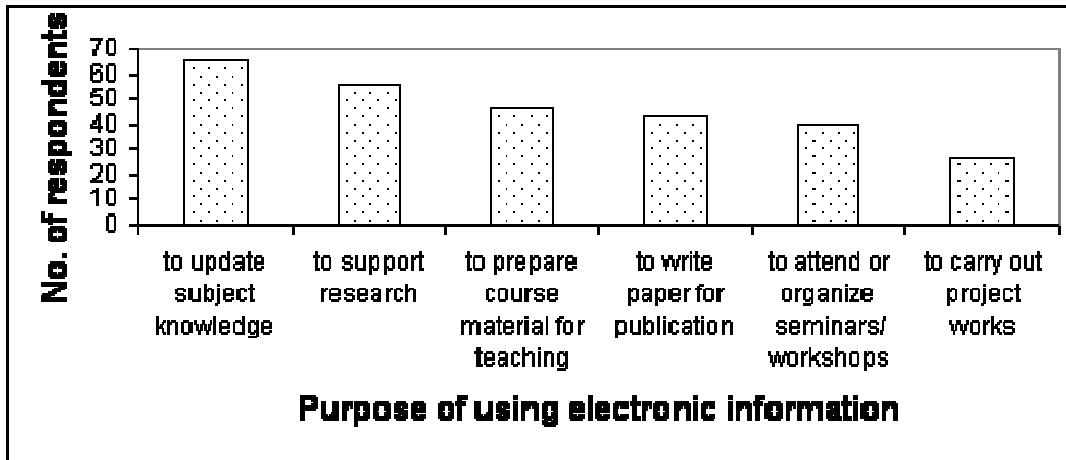 No. of respondents
70
60
50
40
30
20
10
0
to update
subject
knowledge
to support
research
to prepare
course
material for
teaching
to write
paper for
publication
to attend or
organize
seminars/
workshops
to carry out
project
works
Purpose of using electronic information